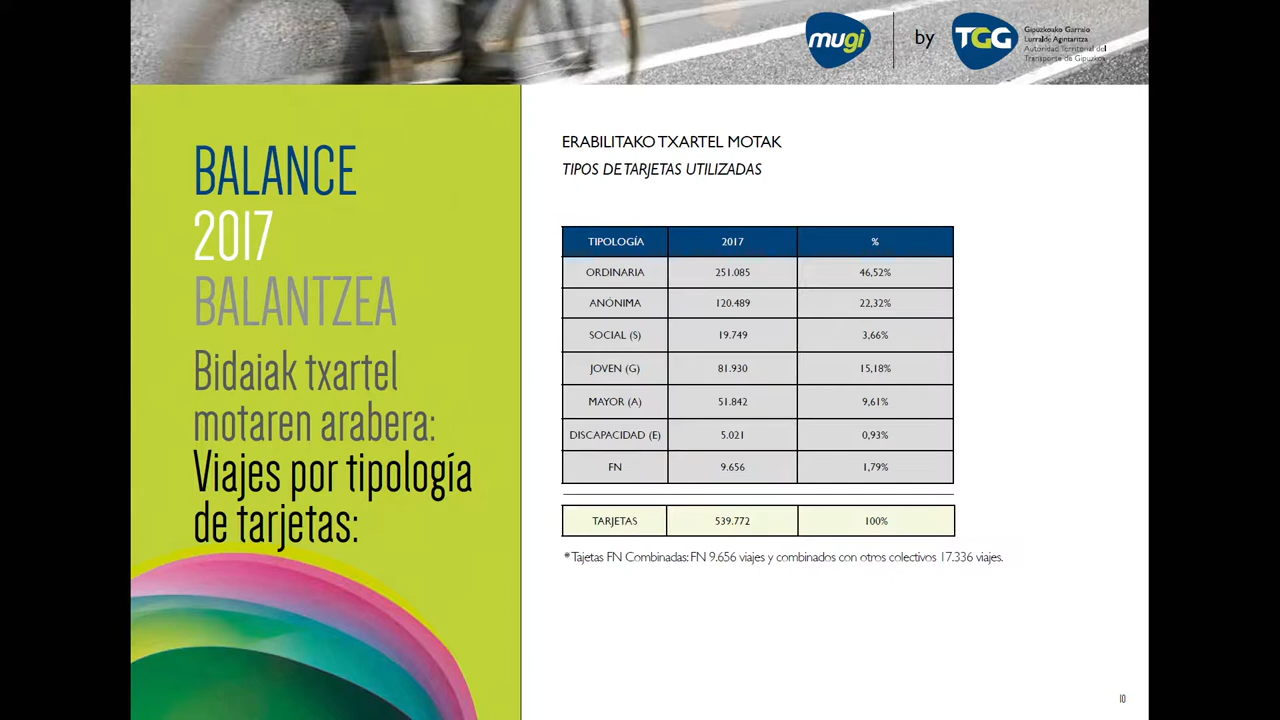 mugi by TGG
Gipuzkoako Garraio
Lurralde Agintaritza
Autoridad Territorial del
Transporte de Gipuzkoa
BALANCE
2017
BALANTZEA
Bidaiak txartel
motaren arabera:
Viajes por tipología
de tarjetas:
ERABILITAKO TXARTEL MOTAK
TIPOS DE TARJETAS UTILIZADAS
TIPOLOGÍA 2017 %
ORDINARIA 251.085 46,52%
ANÓNIMA 120.489 22,32%
SOCIAL (S) 19.749 3,66%
JOVEN (G) 81.930 15,18%
MAYOR (A) 51.842 9,61%
DISCAPACIDAD (E) 5.021 0,93%
FN 9.656 1,79%
TARJETAS 539.772 100%
* Tajetas FN Combinadas: FN 9.656 viajes y combinados con otros colectivos 17.336 viajes.
10